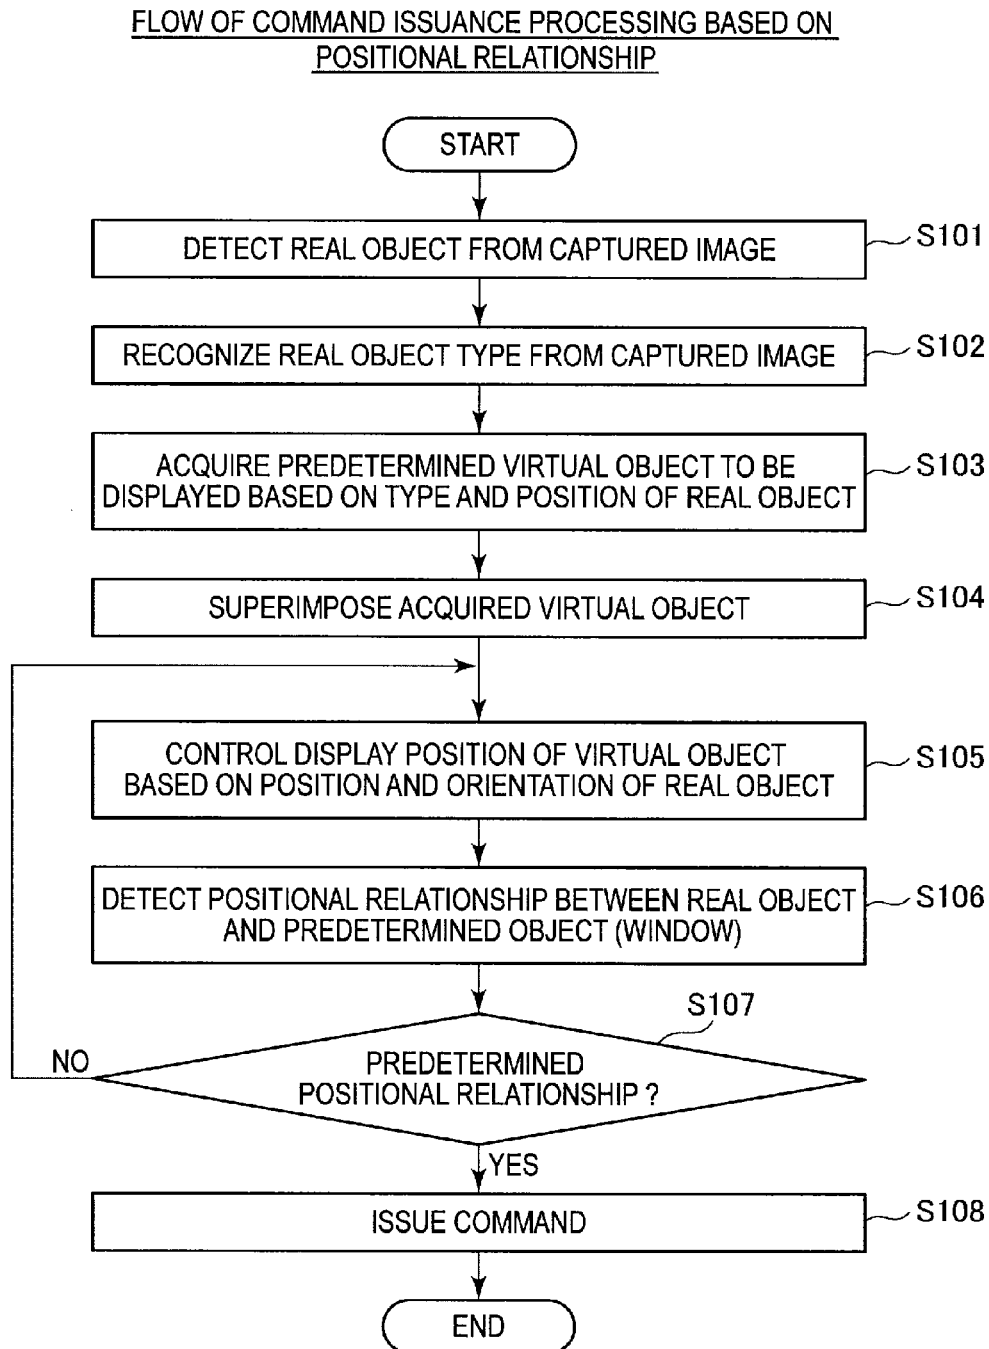 FLOW OF COMMAND ISSUANCE PROCESSING BASED ON
POSITIONAL RELATIONSHIP
START
DETECT REAL OBJECT FROM CAPTURED IMAGE
S101
RECOGNIZE REAL OBJECT TYPE FROM CAPTURED IMAGE
S102
ACQUIRE PREDETERMINED VIRTUAL OBJECT TO BE
DISPLAYED BASED ON TYPE AND POSITION OF REAL OBJECT
S103
SUPERIMPOSE ACQUIRED VIRTUAL OBJECT
S104
CONTROL DISPLAY POSITION OF VIRTUAL OBJECT
BASED ON POSITION AND ORIENTATION OF REAL OBJECT
S105
DETECT POSITIONAL RELATIONSHIP BETWEEN REAL OBJECT
AND PREDETERMINED OBJECT (WINDOW)
S106
S107
NO
PREDETERMINED
POSITIONAL RELATIONSHIP ?
YES
ISSUE COMMAND
S108
END